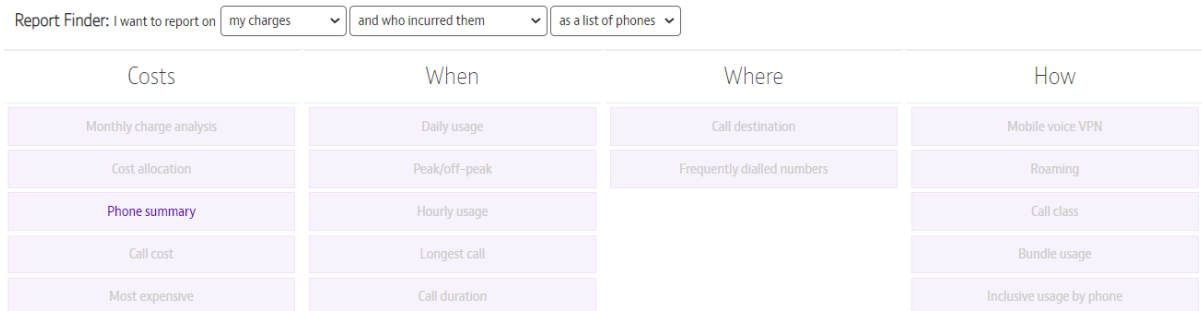 Report Finder: I want to report on my charges and who incurred them as a list of phones
Costs When Where How
Monthly charge analysis Daily usage Call destination Mobile voice VPN
Cost allocation Peak/off-peak Frequently dialled numbers Roaming
Phone summary Hourly usage Call class
Call cost Longest call Bundle usage
Most expensive Call duration Inclusive usage by phone